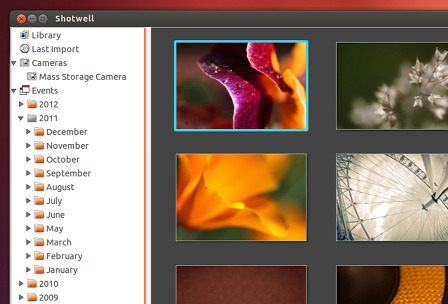 Shotwell
Library
Last Import
Cameras
Mass Storage Camera
Events
2012
2011
December
November
October
September
August
July
June
May
March
February
January
2010
2009